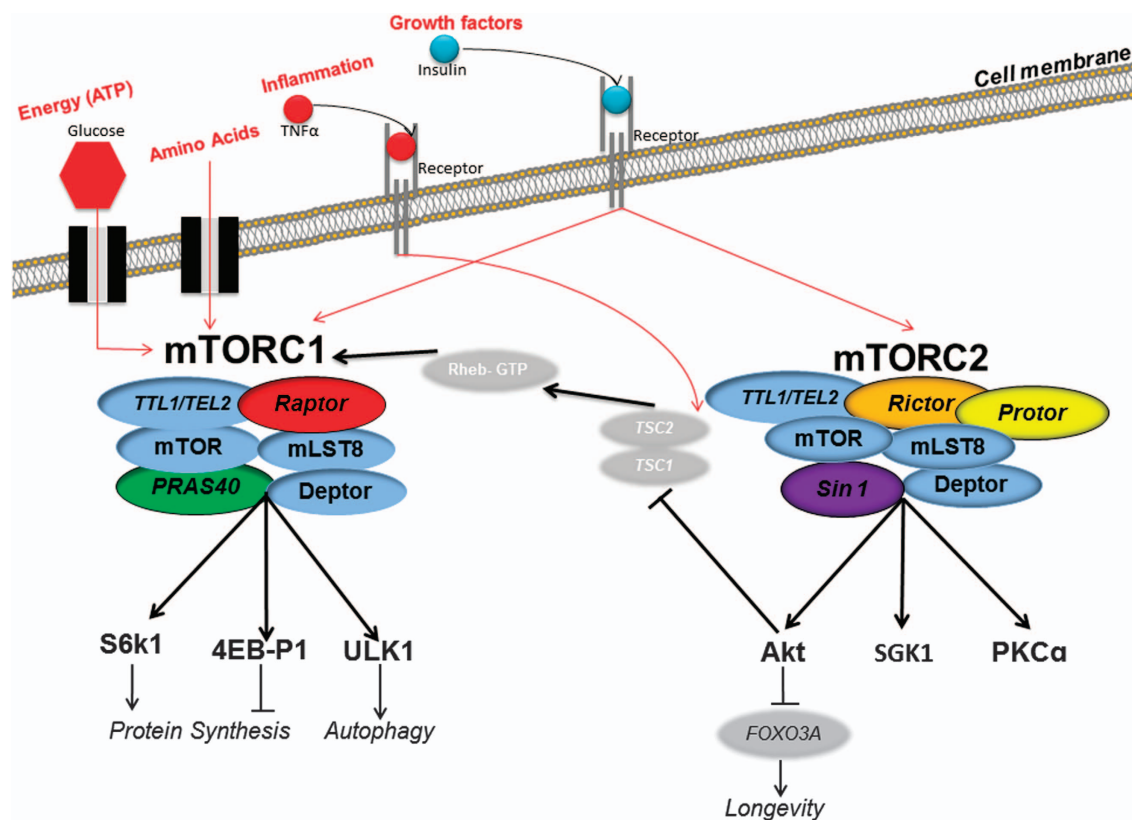 Growth factors
Insulin
Cell membrane
Inflammation
TNFα
Energy (ATP)
Glucose
Amino Acids
Receptor
Receptor
mTORC1
Rheb- GTP
mTORC2
TTL1/TEL2
Raptor
mTOR
mLST8
PRAS40
Deptor
TSC2
TSC1
TTL1/TEL2
Rictor
Protor
mTOR
mLST8
Sin 1
Deptor
S6k1
4EB-P1
ULK1
Akt
SGK1
PKCα
Protein Synthesis
Autophagy
FOXO3A
Longevity